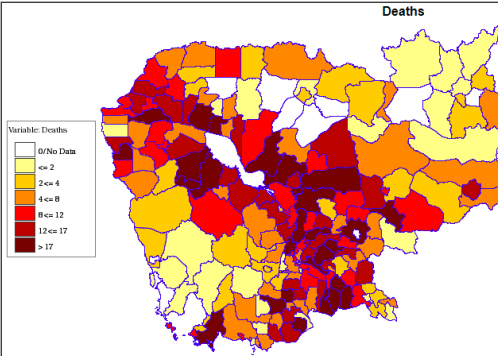 Deaths
Variable: Deaths
0/No Data
<= 2
2<= 4
4<= 8
8<= 12
12<= 17
> 17